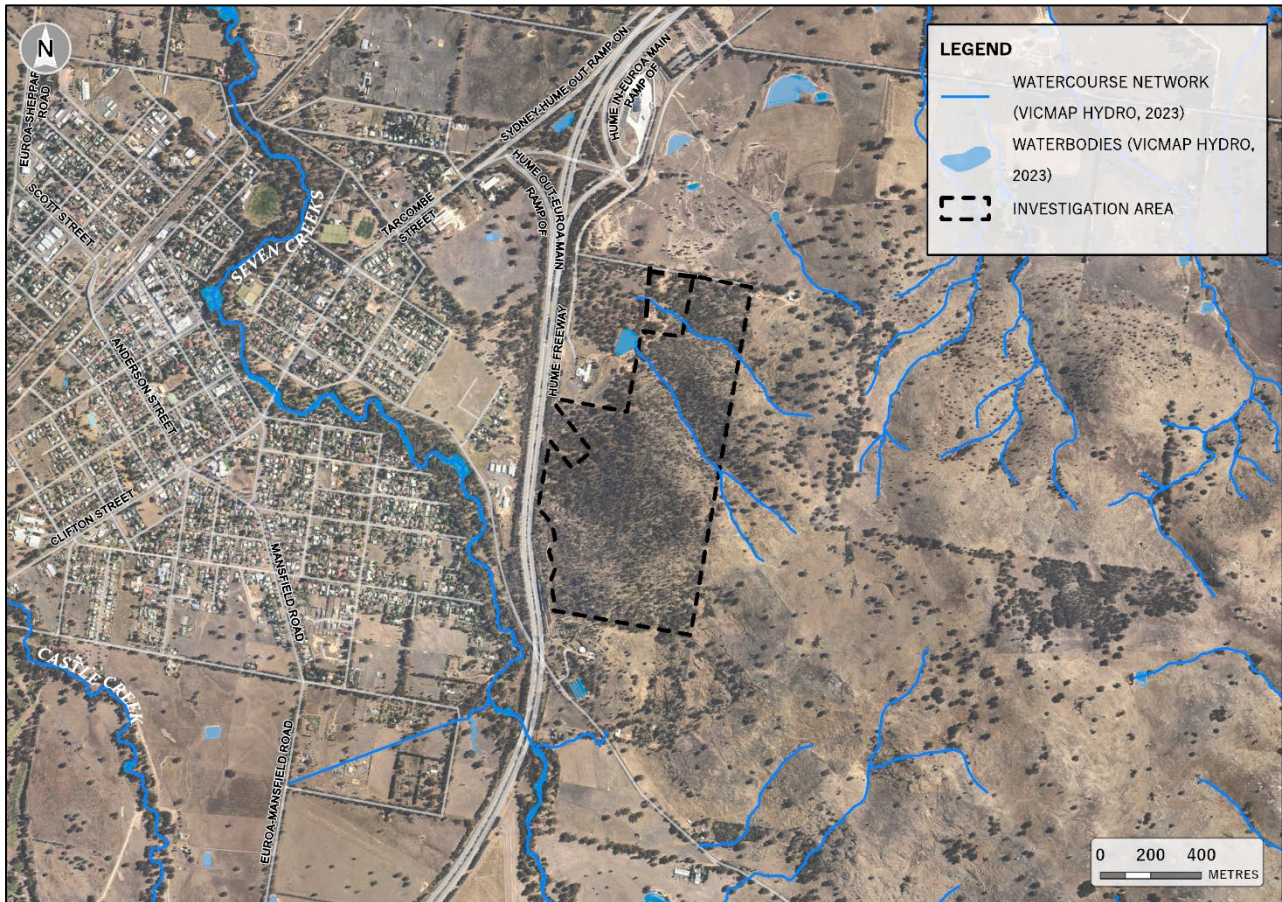 N
LEGEND
WATERCOURSE NETWORK
(VICMAP HYDRO, 2023)
WATERBODIES (VICMAP HYDRO,
2023)
INVESTIGATION AREA
EUROA-SHEPPAR
ROAD
SCOTT STREET
SEVEN CREEKS
TARCOMBE
STREET
SYDNEY-HUME OUT RAMP ON
HUME IN-EUROA MAIN
RAMP OF
HUME OUT-EUROA MAIN
RAMP OF
HUME FREEWAY
ANDERSON STREET
CLIFTON STREET
MANSFIELD ROAD
CASTLE CREEK
EUROA-MANSFIELD ROAD
0 200 400
METRES